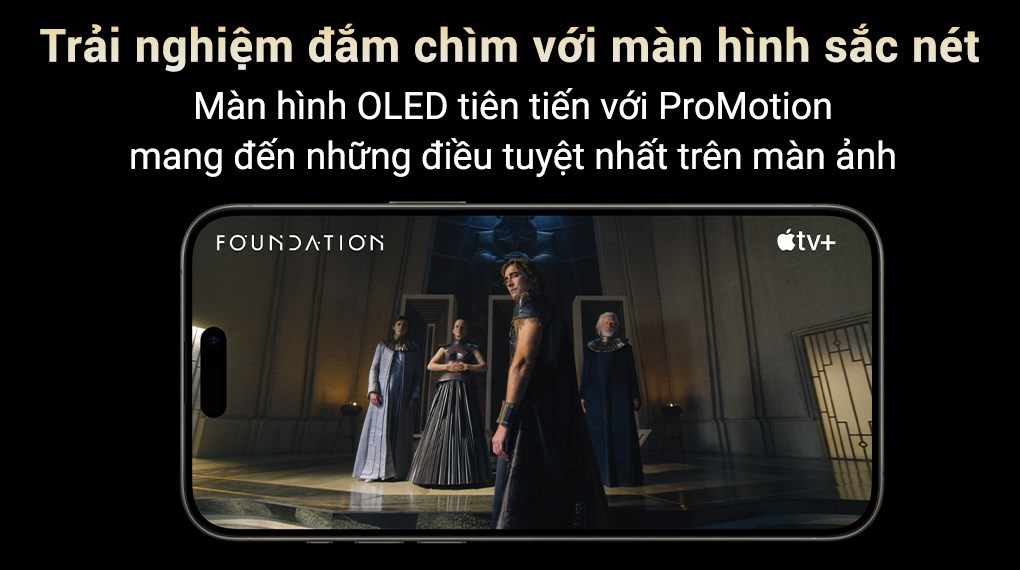 Trải nghiệm đắm chìm với màn hình sắc nét
Màn hình OLED tiên tiến với ProMotion
mang đến những điều tuyệt nhất trên màn ảnh
FOUNDATION
tv+